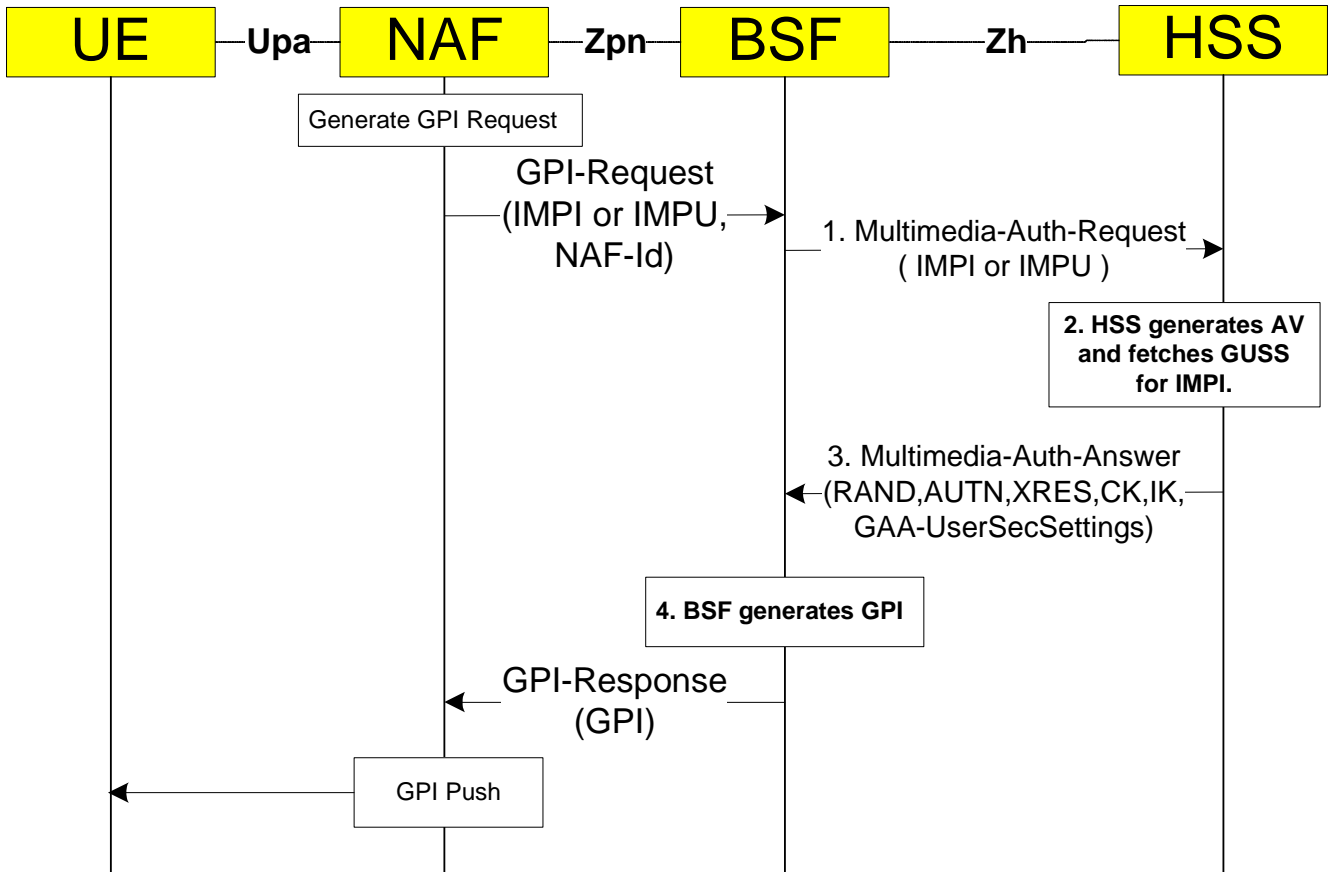 UE
Upa
NAF
Zpn
BSF
Zh
HSS
Generate GPI Request
GPI-Request
(IMPI or IMPU,
NAF-Id)
1. Multimedia-Auth-Request
( IMPI or IMPU )
2. HSS generates AV
and fetches GUSS
for IMPI.
3. Multimedia-Auth-Answer
(RAND,AUTN,XRES,CK,IK,
GAA-UserSecSettings)
4. BSF generates GPI
GPI-Response
(GPI)
GPI Push